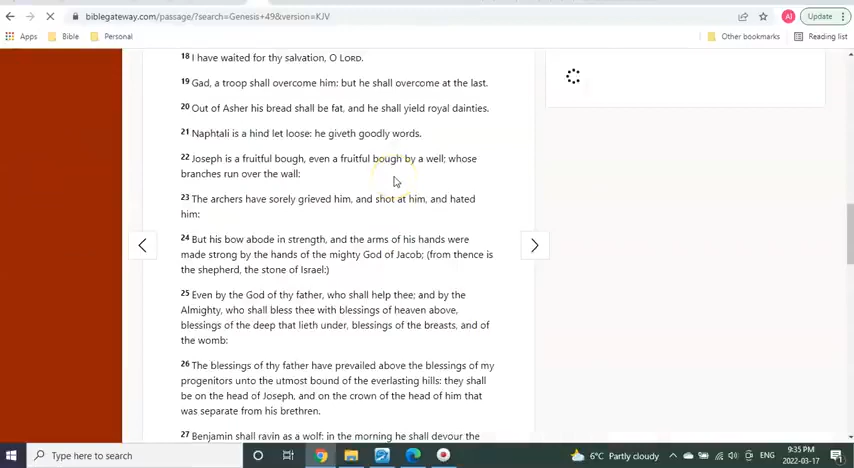 biblegateway.com/passage/?search=Genesis+49&version=KJV
AI
Update
Apps
Bible
Other bookmarks
Reading list
18 I have waited for thy salvation, O LORD.
19 Gad, a troop shall overcome him: but he shall overcome at the last.
20 Out of Asher his bread shall be fat, and he shall yield royal dainties.
21 Naphtali is a hind let loose: he giveth goodly words.
22 Joseph is a fruitful bough, even a fruitful bough by a well; whose
branches run over the wall:
23 The archers have sorely grieved him, and shot at him, and hated
him:
24 But his bow abode in strength, and the arms of his hands were
made strong by the hands of the mighty God of Jacob; (from thence is
the shepherd, the stone of Israel:)
25 Even by the God of thy father, who shall help thee; and by the
Almighty, who shall bless thee with blessings of heaven above,
blessings of the deep that lieth under, blessings of the breasts, and of
the womb:
26 The blessings of thy father have prevailed above the blessings of my
progenitors unto the utmost bound of the everlasting hills: they shall
be on the head of Joseph, and on the crown of the head of him that
was separate from his brethren.
27 Benjamin shall ravin as a wolf: in the morning he shall devour the
Type here to search
6°C Partly cloudy
ENG
9:35 PM
2022-03-17